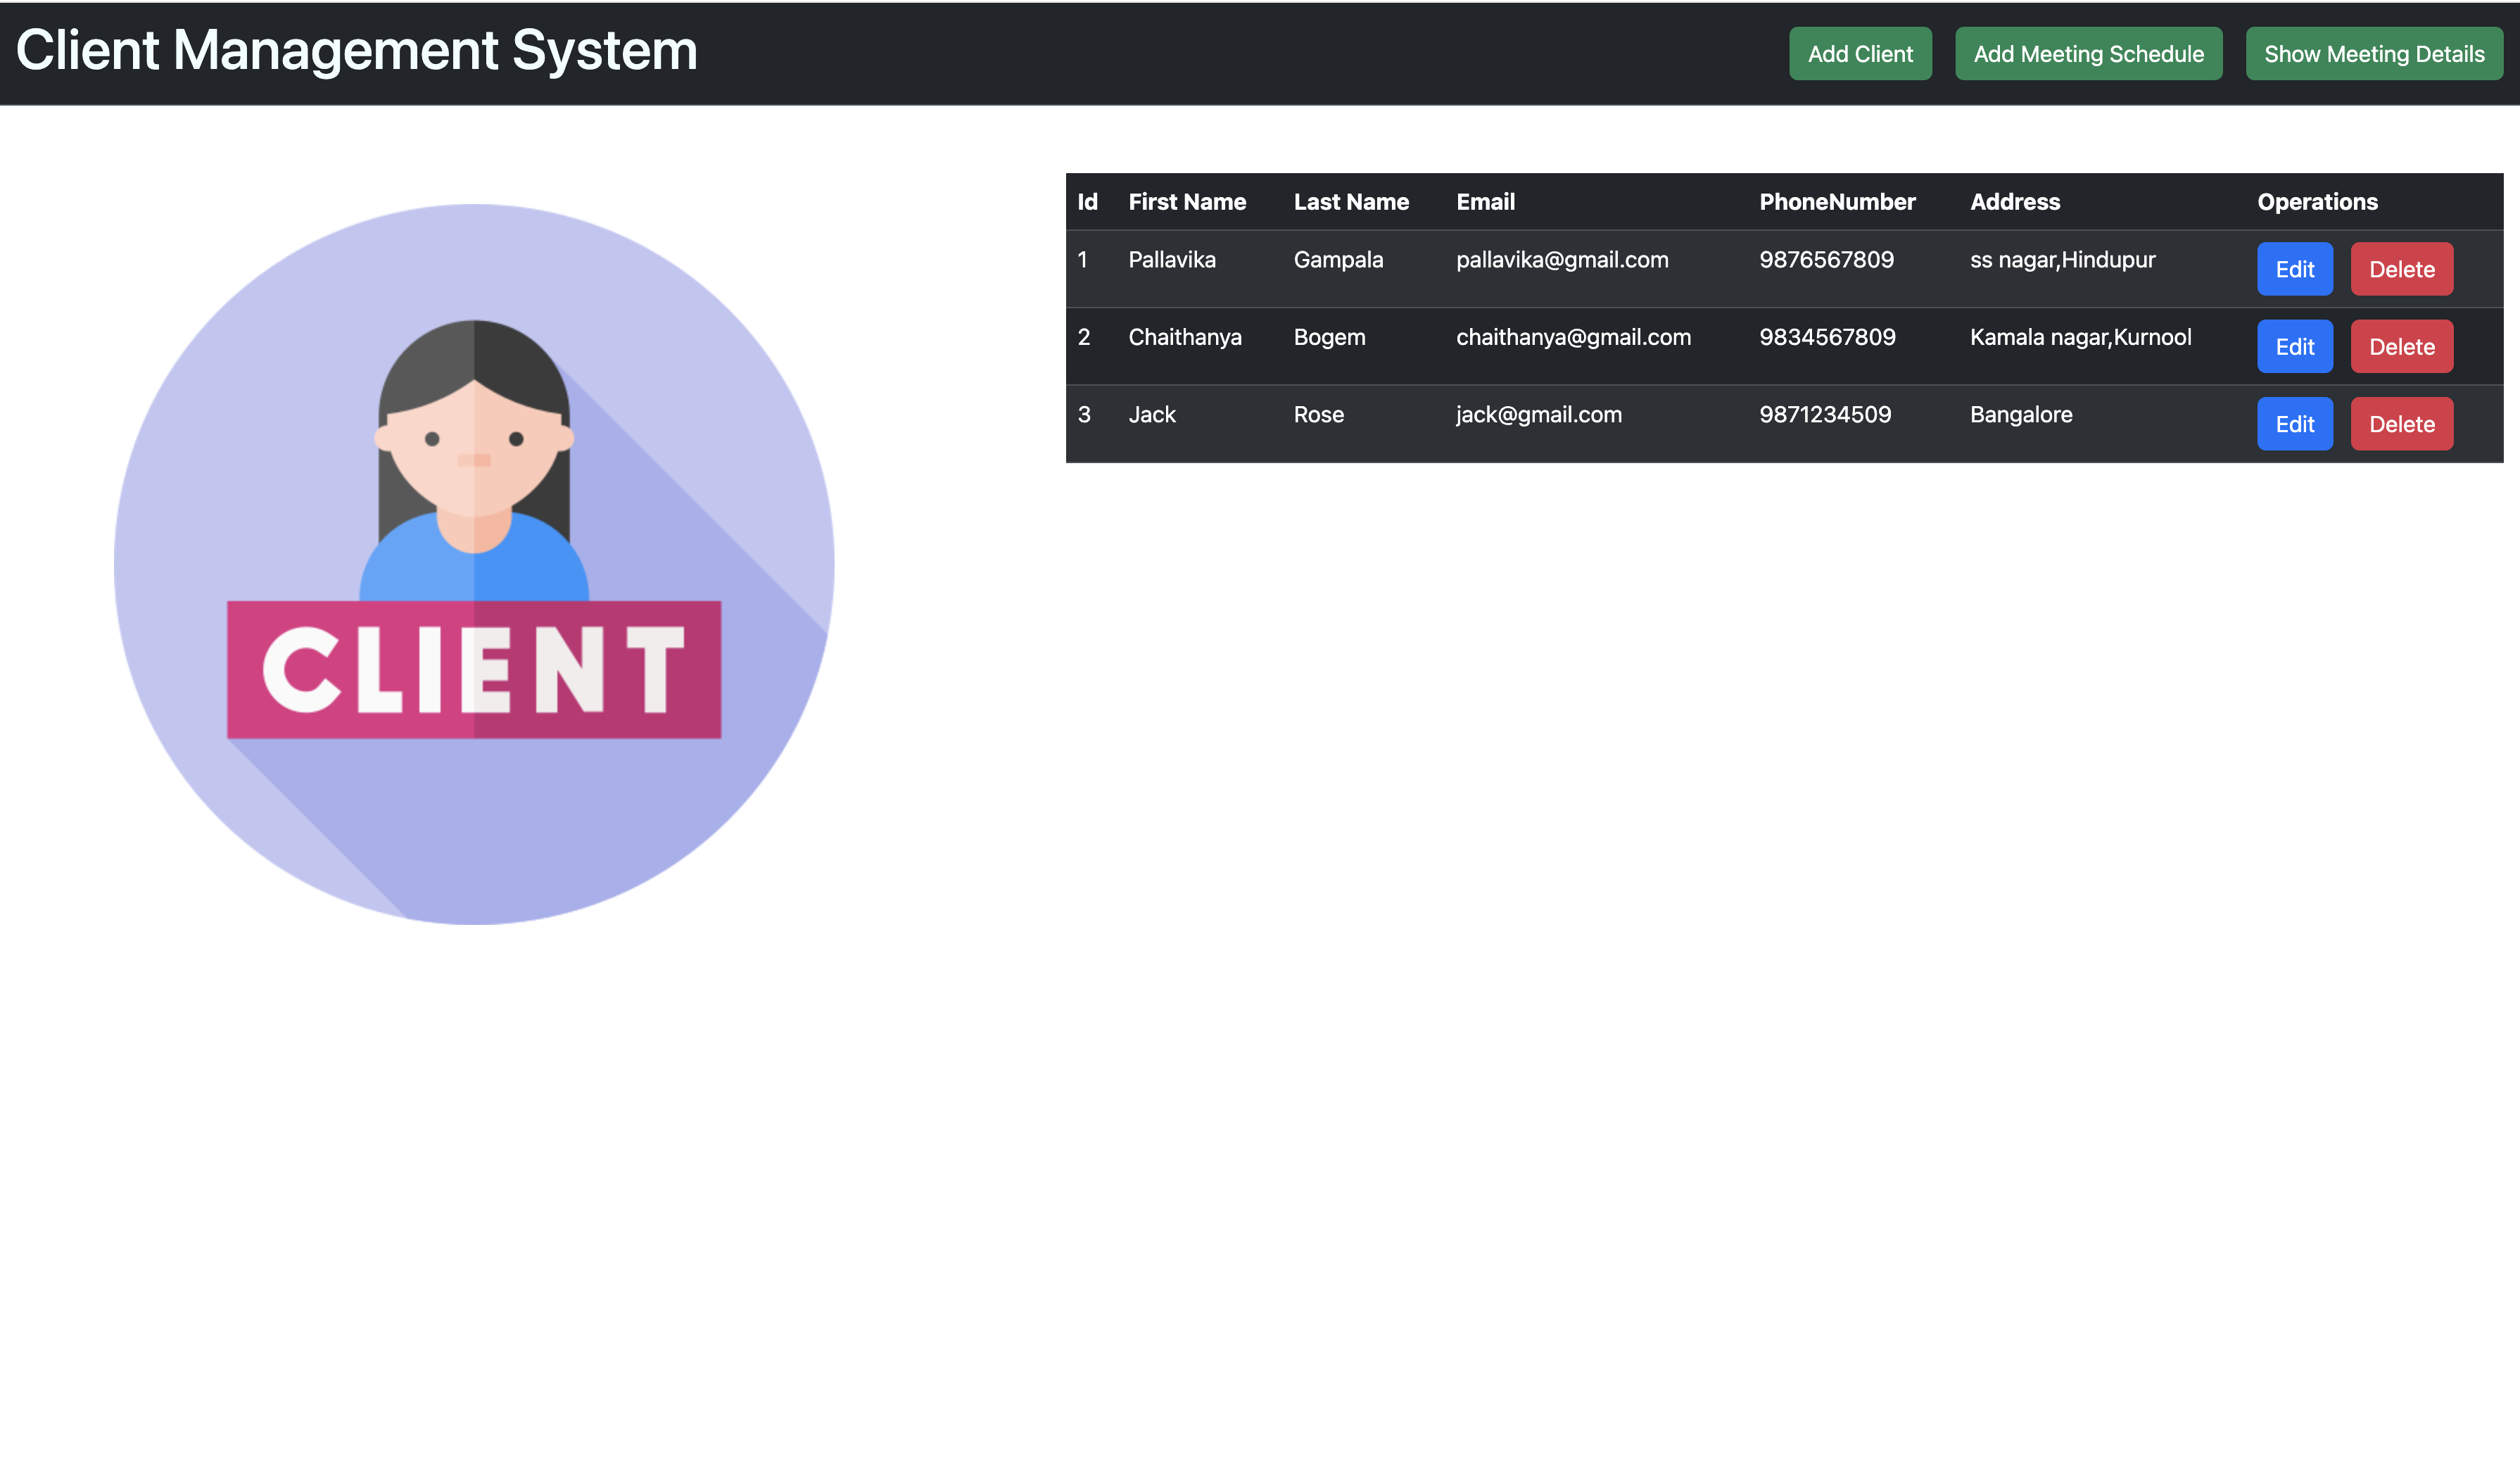 Client Management System Add Client Add Meeting Schedule Show Meeting Details
Id First Name Last Name Email PhoneNumber Address Operations
1 Pallavika Gampala pallavika@gmail.com 9876567809 ss nagar,Hindupur Edit Delete
2 Chaithanya Bogem chaithanya@gmail.com 9834567809 Kamala nagar,Kurnool Edit Delete
3 Jack Rose jack@gmail.com 9871234509 Bangalore Edit Delete
CLIENT